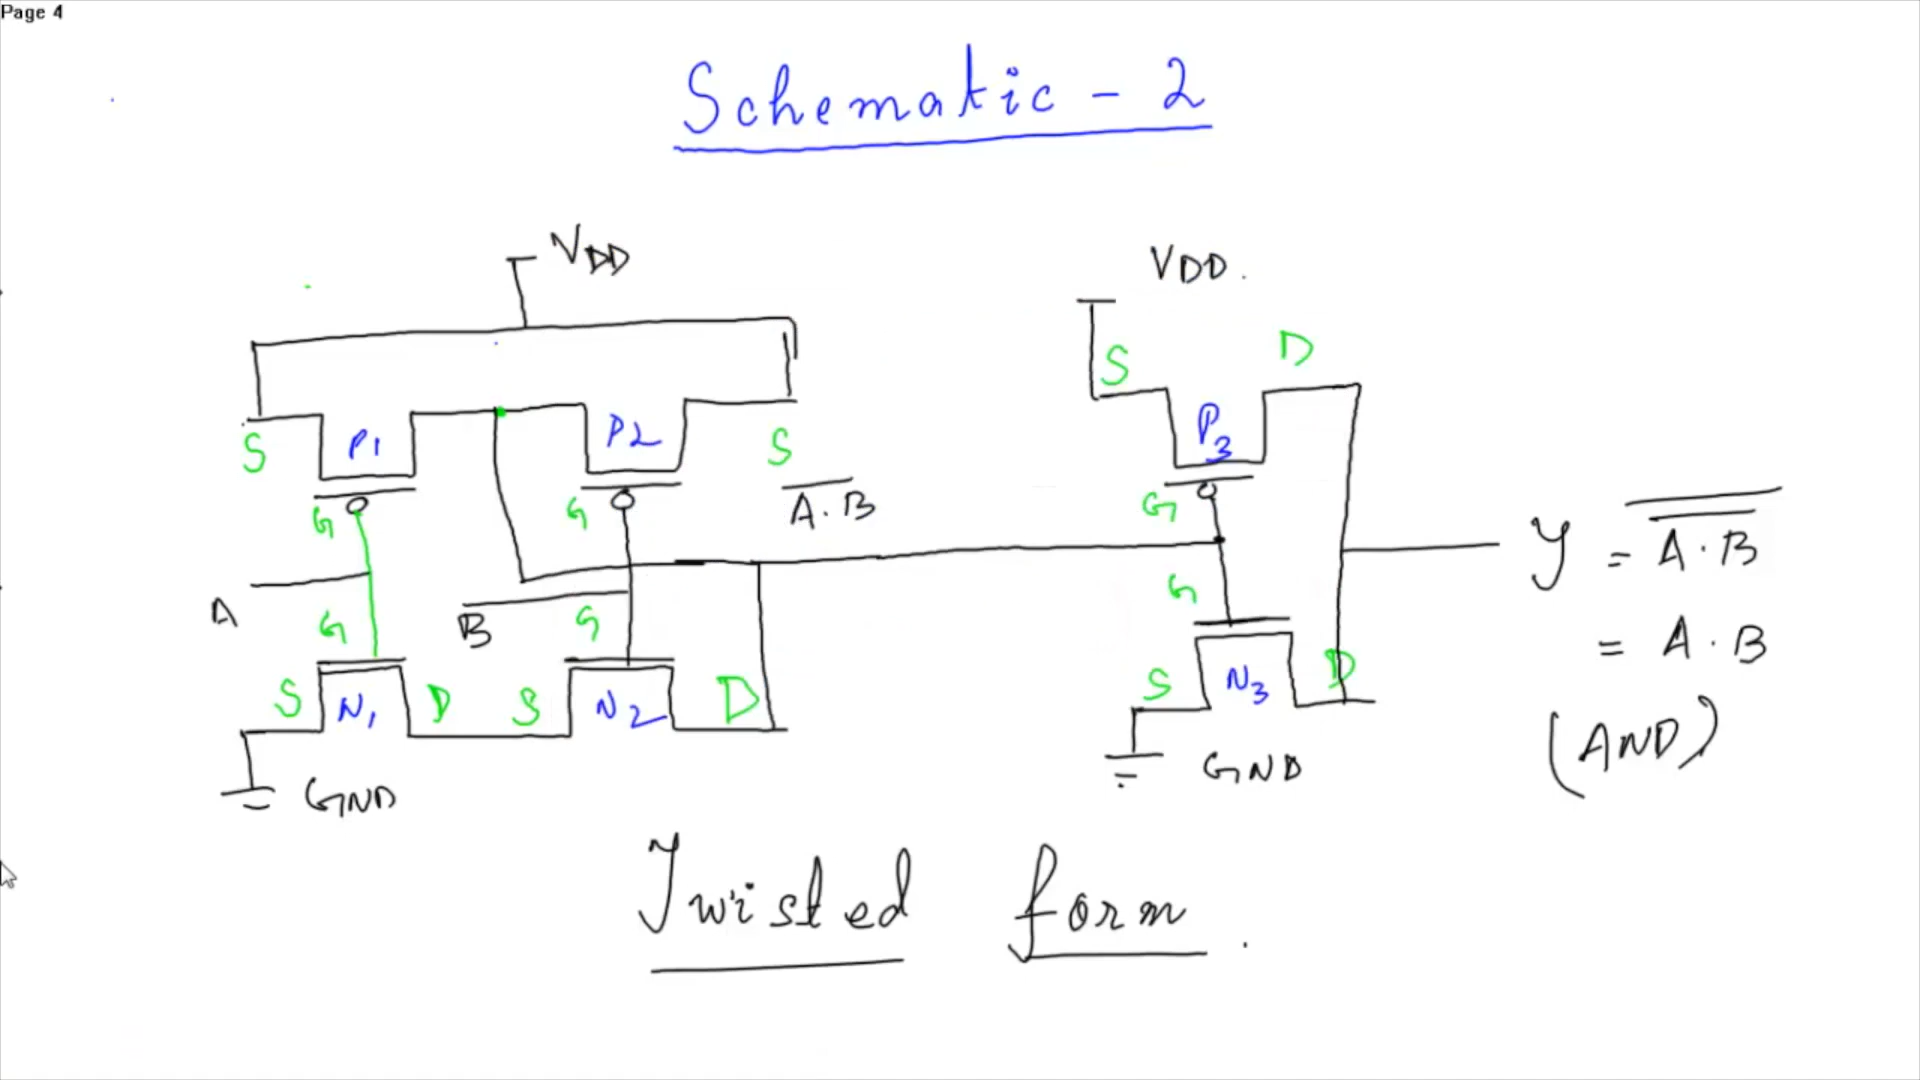 Page 4
Schematic - 2
VDD
VDD.
S D
P1 P2 P3
S S
G G G
A.B
A
G B G G
Y = A.B
= A.B
(AND)
S N1 D S N2 D
S N3 D
GND
GND
Twisted form.